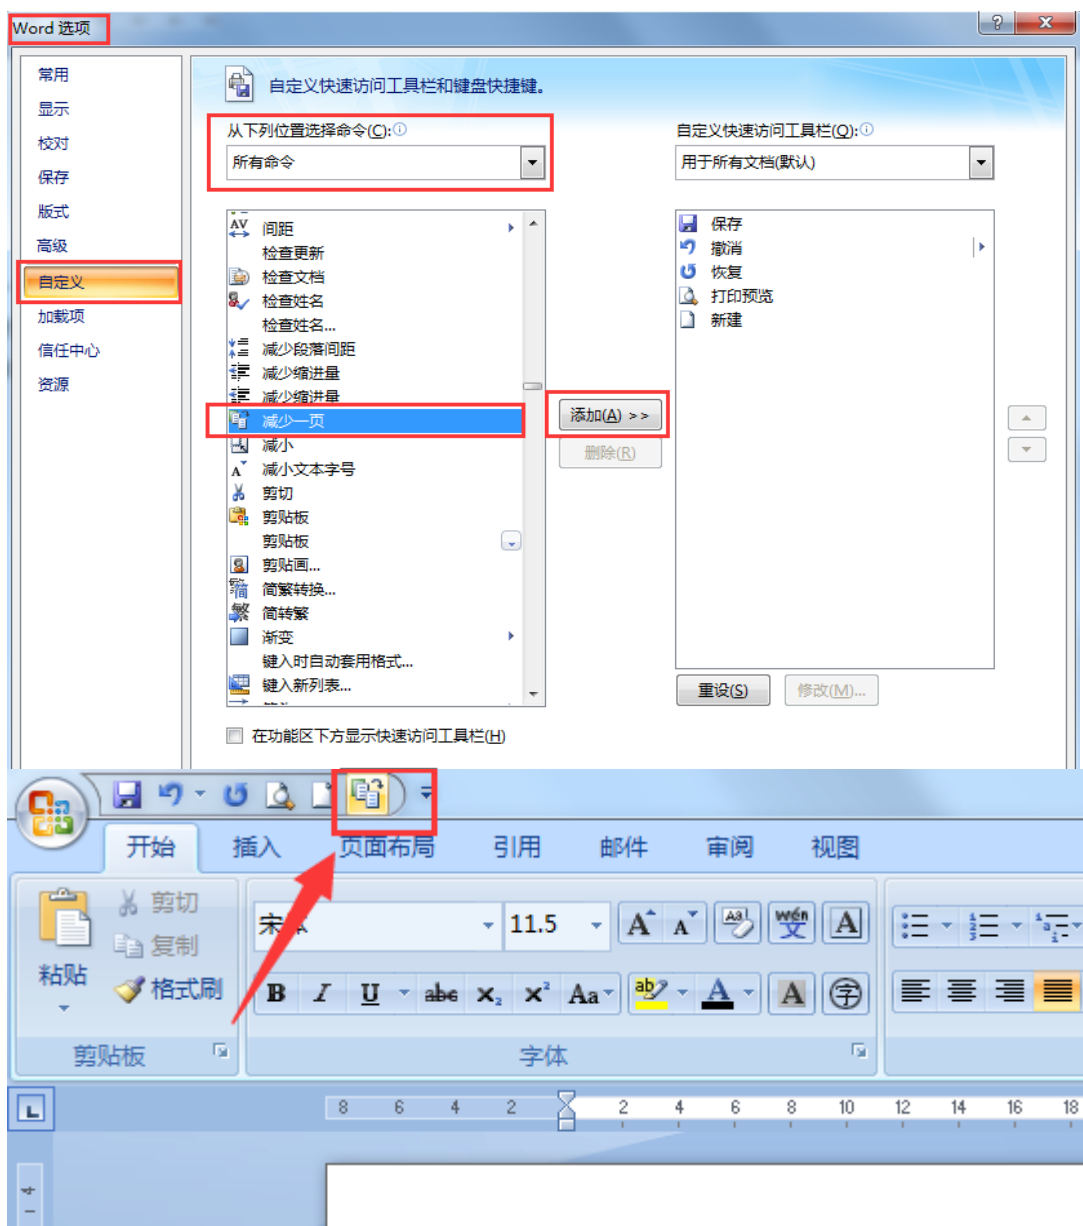 Word 选项
常用
显示
校对
保存
版式
高级
自定义
加载项
信任中心
资源
自定义快速访问工具栏和键盘快捷键。
从下列位置选择命令(C):
所有命令
间距
检查更新
检查文档
检查姓名
检查姓名...
减少段落间距
减少缩进量
减少缩进量
减少一页
减小
减小文本字号
剪切
剪贴板
剪贴板
剪贴画...
简繁转换...
简转繁
渐变
键入时自动套用格式...
键入新列表...
添加(A) >>
删除(R)
自定义快速访问工具栏(Q):
用于所有文档(默认)
保存
撤消
恢复
打印预览
新建
重设(S)
修改(M)...
在功能区下方显示快速访问工具栏(H)
开始 插入 页面布局 引用 邮件 审阅 视图
剪切
复制
格式刷
粘贴
剪贴板
11.5
字体
8 6 4 2 2 4 6 8 10 12 14 16 18